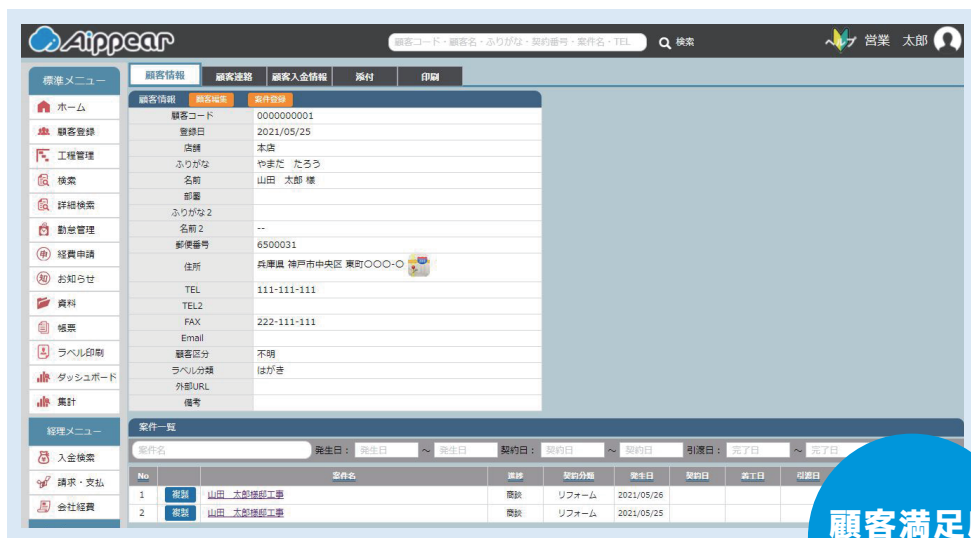 Aippear
顧客コード・顧客名・ふりがな・契約番号・案件名・TEL
検索
ヘルプ
営業 太郎
標準メニュー
ホーム
顧客登録
工程管理
検索
詳細検索
勤怠管理
経費申請
お知らせ
資料
帳票
ラベル印刷
ダッシュボード
集計
経理メニュー
入金検索
請求・支払
会社経費
顧客情報 顧客連絡 顧客入金情報 添付 印刷
顧客情報 顧客編集 案件登録
顧客コード 0000000001
登録日 2021/05/25
店舗 本店
ふりがな やまだ たろう
名前 山田 太郎 様
部署
ふりがな2
名前2 --
郵便番号 6500031
住所 兵庫県 神戸市中央区 東町〇〇〇-〇
TEL 111-111-111
TEL2
FAX 222-111-111
Email
顧客区分 不明
ラベル分類 はがき
外部URL
備考
案件一覧
案件名 発生日: 発生日 ~ 発生日 契約日: 契約日 ~ 契約日 引渡日: 完了日 ~ 完了日
No 案件名 進捗 契約分類 発生日 契約日 着工日 引渡日
1 複製 山田 太郎様邸工事 商談 リフォーム 2021/05/26
2 複製 山田 太郎様邸工事 商談 リフォーム 2021/05/25
顧客満足